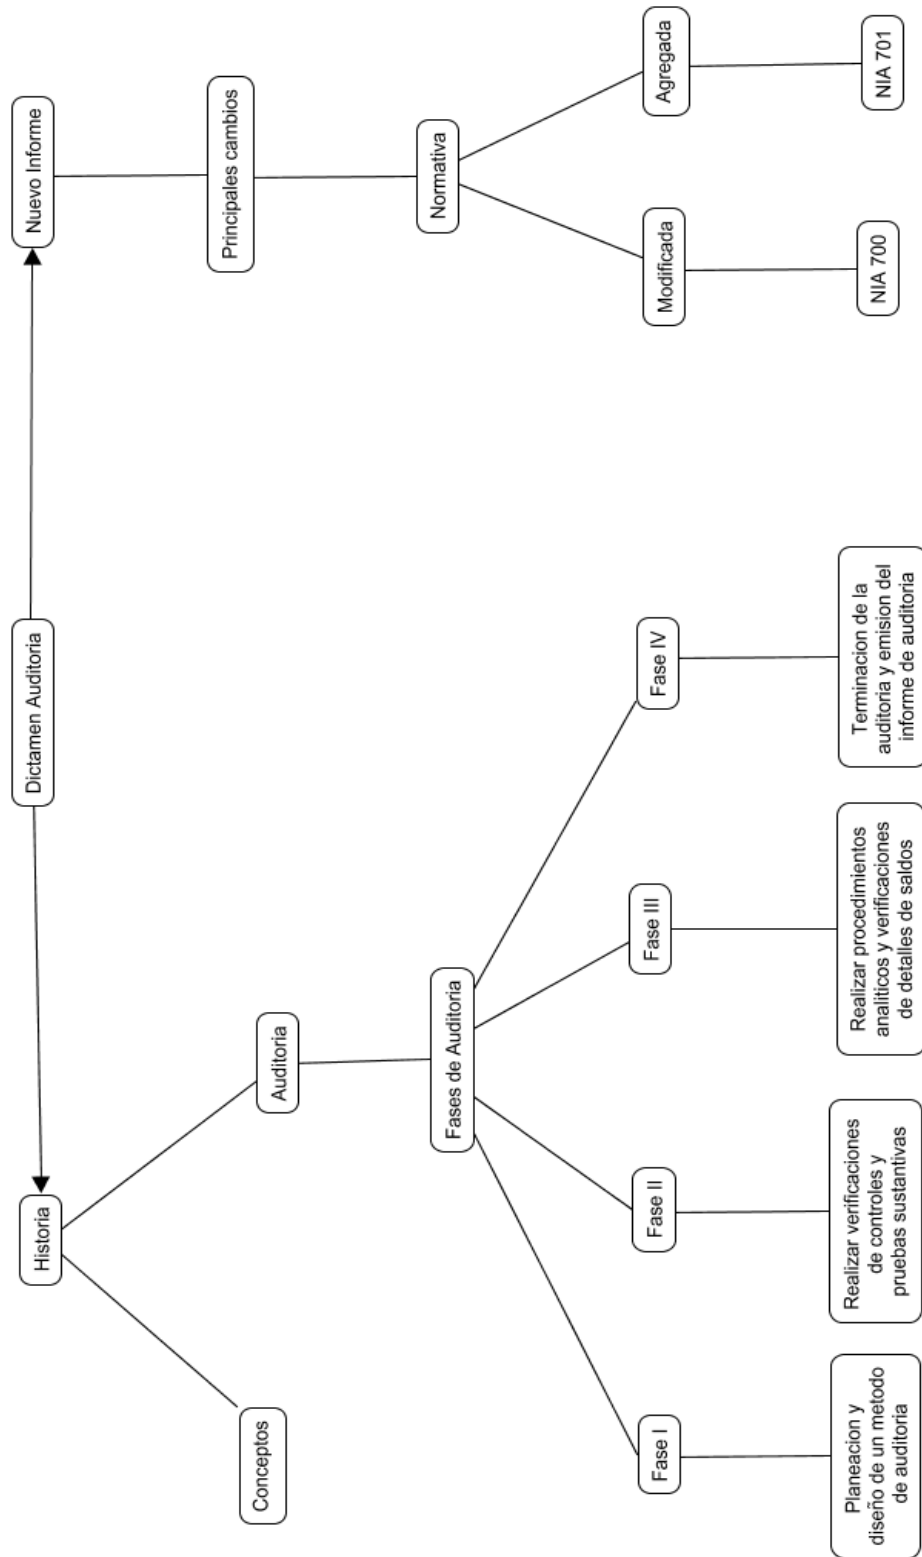 Dictamen Auditoria
Historia
Nuevo Informe
Conceptos
Auditoria
Principales cambios
Fases de Auditoria
Normativa
Fase I
Fase II
Fase III
Fase IV
Modificada
Agregada
Planeacion y
diseño de un metodo
de auditoria
Realizar verificaciones
de controles y
pruebas sustantivas
Realizar procedimientos
analiticos y verificaciones
de detalles de saldos
Terminacion de la
auditoria y emision del
informe de auditoria
NIA 700
NIA 701